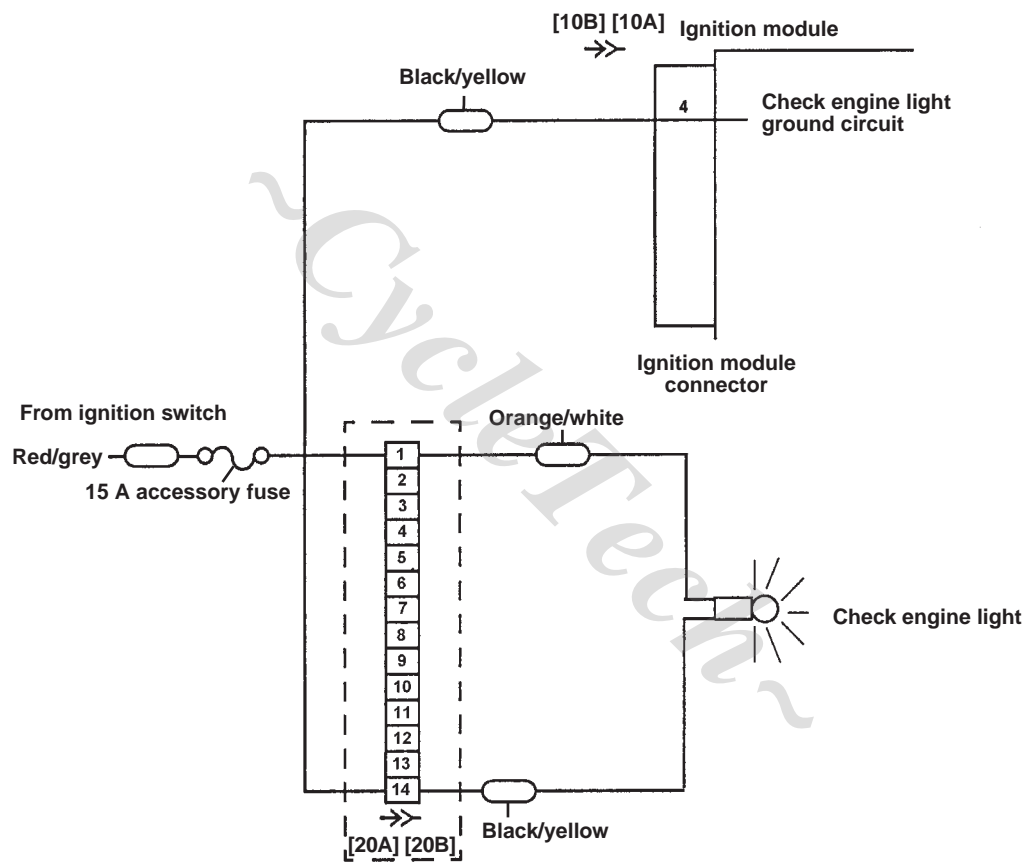 [10B] [10A]
Ignition module
Black/yellow
4
Check engine light
ground circuit
Ignition module
connector
From ignition switch
Red/grey
15 A accessory fuse
Orange/white
1
2
3
4
5
6
7
8
9
10
11
12
13
14
Check engine light
Black/yellow
[20A] [20B]
~CycleTech~